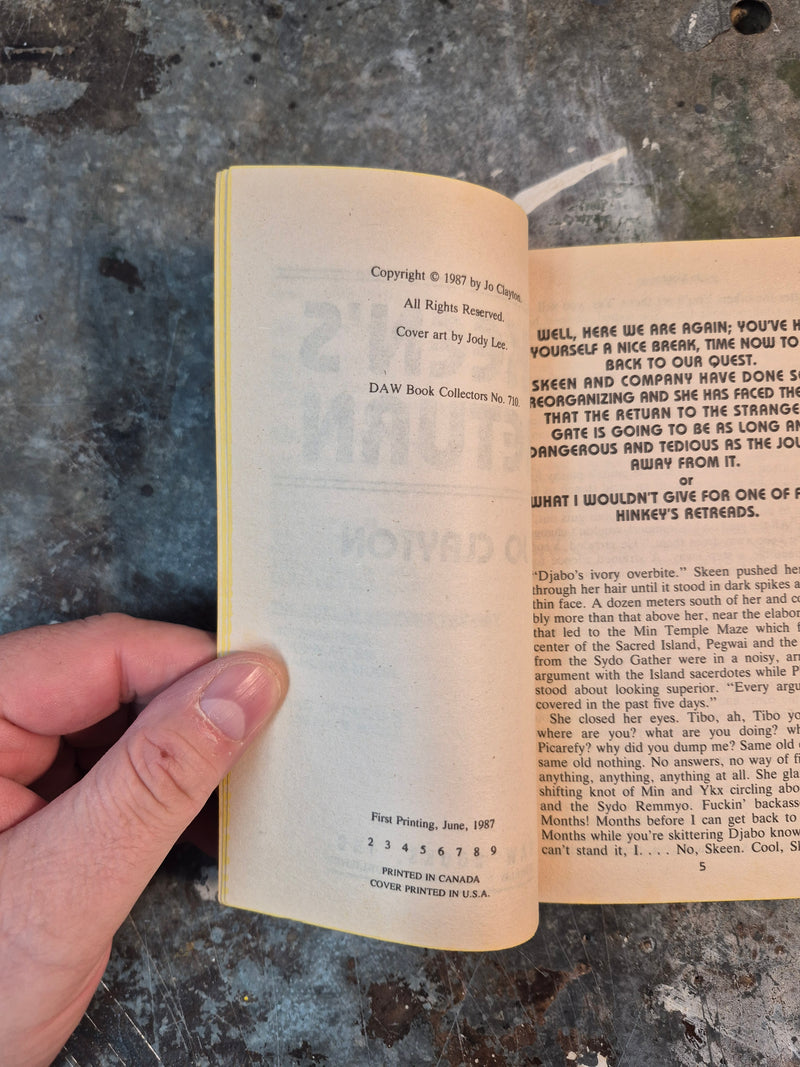 Copyright © 1987 by Jo Clayton.
All Rights Reserved.
Cover art by Jody Lee.
DAW Book Collectors No. 710.
First Printing, June, 1987
2 3 4 5 6 7 8 9
PRINTED IN CANADA
COVER PRINTED IN U.S.A.
WELL, HERE WE ARE AGAIN; YOU'VE
YOURSELF A NICE BREAK, TIME NOW TO
BACK TO OUR QUEST.
SKEEN AND COMPANY HAVE DONE
REORGANIZING AND SHE HAS FACED THE
THAT THE RETURN TO THE STRANGE
GATE IS GOING TO BE AS LONG
DANGEROUS AND TEDIOUS AS THE
AWAY FROM IT.
or
WHAT I WOULDN'T GIVE FOR ONE OF
HINKEY'S RETREADS.
"Djabo's ivory overbite." Skeen pushed
through her hair until it stood in dark spikes
thin face. A dozen meters south of her and
bly more than that above her, near the
that led to the Min Temple Maze which
center of the Sacred Island, Pegwai and the
from the Sydo Gather were in a noisy,
argument with the Island sacerdotes while
stood about looking superior. "Every
covered in the past five days."
She closed her eyes. Tibo, ah, Tibo
where are you? what are you doing?
Picarefy? why did you dump me? Same old
same old nothing. No answers, no way of
anything, anything, anything at all. She
shifting knot of Min and Ykx circling
and the Sydo Remmyo. Fuckin'
Months! Months before I can get back to
Months while you're skittering Djabo
can't stand it, I. . . . No, Skeen. Cool,
5